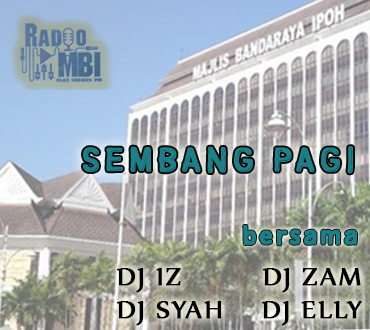 RADIO
MBI
MAJLIS BANDARAYA IPOH
SEMBANG PAGI
bersama
DJ IZ DJ ZAM
DJ SYAH DJ ELLY